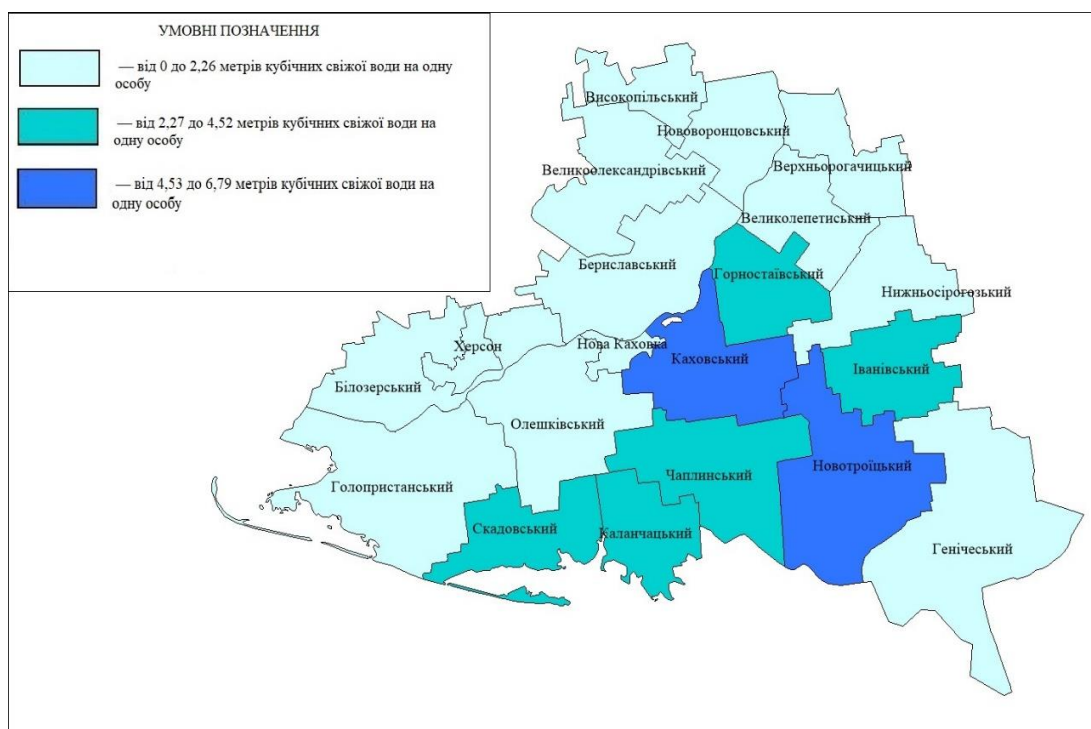 УМОВНІ ПОЗНАЧЕННЯ
— від 0 до 2,26 метрів кубічних свіжої води на одну
особу
— від 2,27 до 4,52 метрів кубічних свіжої води на
одну особу
— від 4,53 до 6,79 метрів кубічних свіжої води на
одну особу
Високопільський
Нововоронцовський
Великоолександрівський
Верхньорогачицький
Великолепетиський
Бериславський
Горностаївський
Нижньосірогозький
Херсон
Нова Каховка
Каховський
Іванівський
Білозерський
Олешківський
Чаплинський
Новотроїцький
Голопристанський
Скадовський
Каланчацький
Генічеський